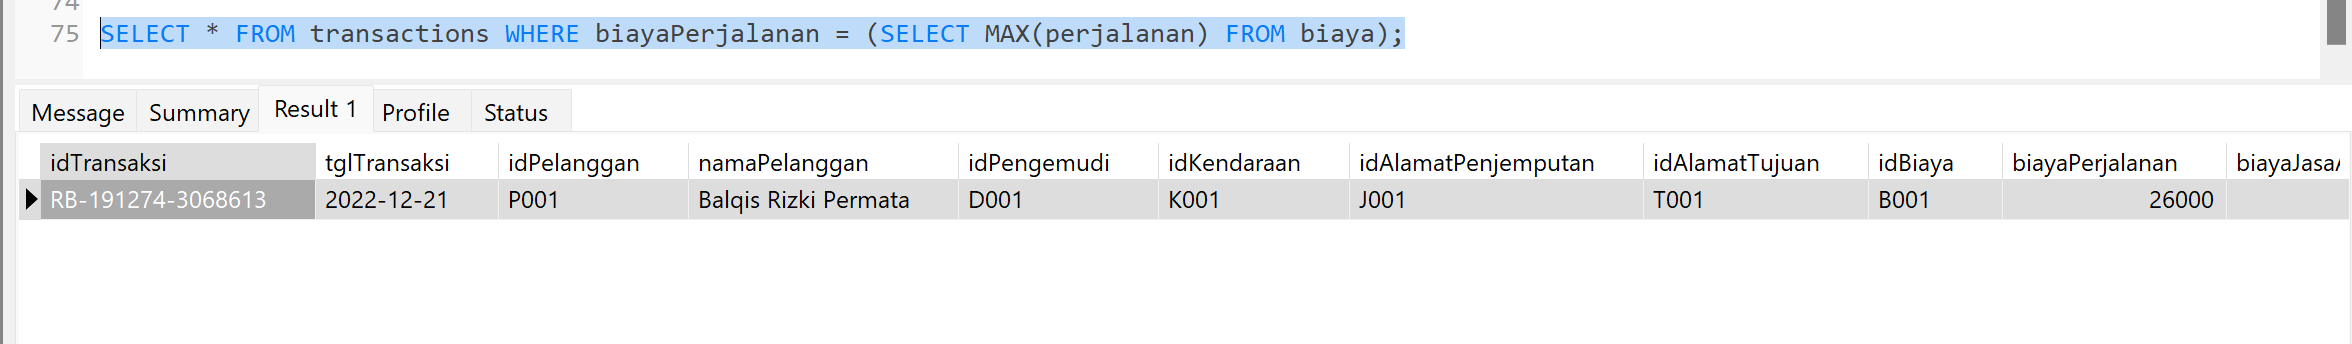 74
75 SELECT * FROM transactions WHERE biayaPerjalanan = (SELECT MAX(perjalanan) FROM biaya);
Message Summary Result 1 Profile Status
idTransaksi tglTransaksi idPelanggan namaPelanggan idPengemudi idKendaraan idAlamatPenjemputan idAlamatTujuan idBiaya biayaPerjalanan biayaJasaA
RB-191274-3068613 2022-12-21 P001 Balqis Rizki Permata D001 K001 J001 T001 B001 26000